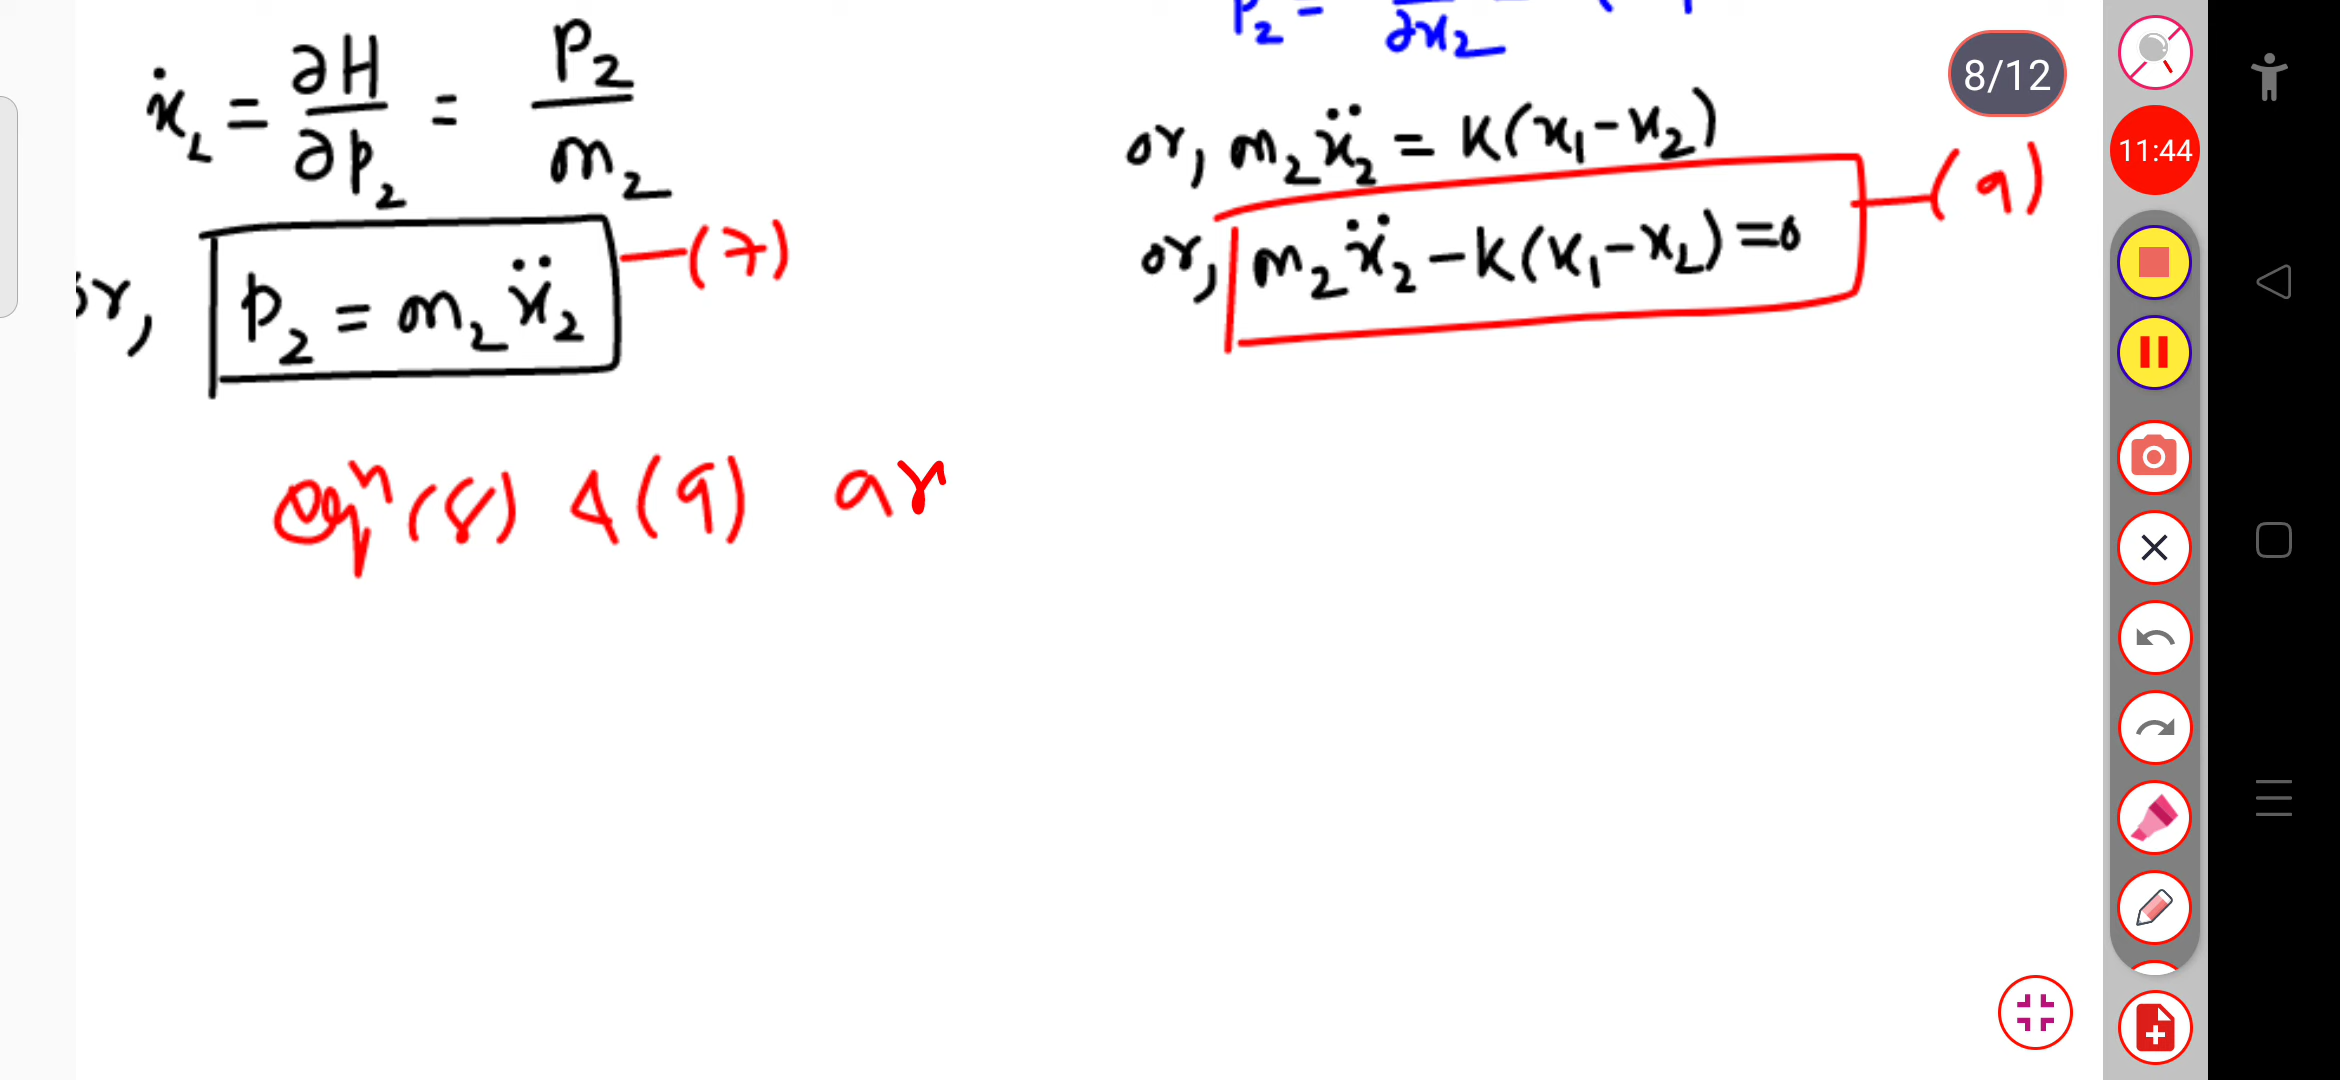 ẋ₂ = ∂H/∂p₂ = P₂/m₂
or, p₂ = m₂ẍ₂ —(7)
∂x₂
or, m₂ẍ₂ = K(x₁-x₂)
or, m₂ẍ₂ - K(x₁-x₂) = 0 —(9)
eqⁿ (8) & (9) ar
8/12
11:44